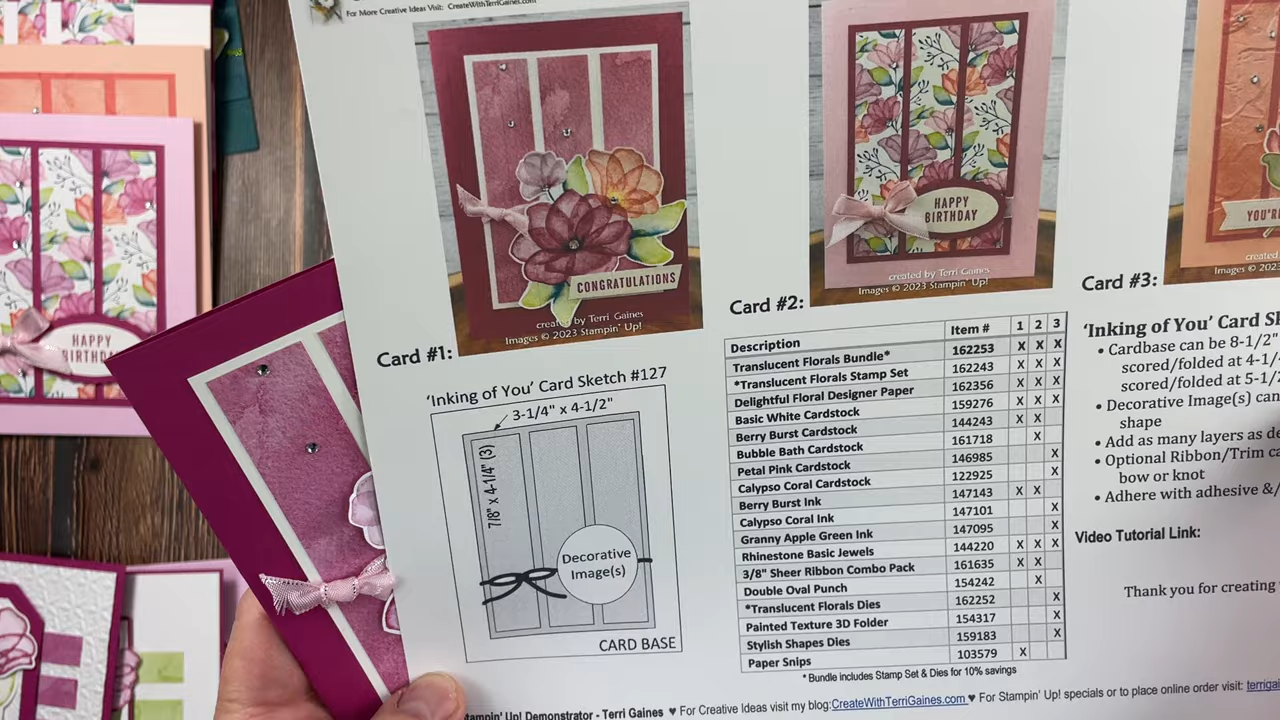 For More Creative Ideas Visit: CreateWithTerriGaines.com
CONGRATULATIONS
created by Terri Gaines
Images © 2023 Stampin' Up!
Card #1:
HAPPY
BIRTHDAY
created by Terri Gaines
Images © 2023 Stampin' Up!
Card #2:
YOU'R
created
Images © 2023
Card #3:
'Inking of You' Card Sketch #127
3-1/4" x 4-1/2"
7/8" x 4-1/4" (3)
Decorative
Image(s)
CARD BASE
Description Item # 1 2 3
Translucent Florals Bundle* 162253 X X X
*Translucent Florals Stamp Set 162243 X X X
Delightful Floral Designer Paper 162356 X X X
Basic White Cardstock 159276 X X X
Berry Burst Cardstock 144243 X X
Bubble Bath Cardstock 161718 X
Petal Pink Cardstock 146985 X
Calypso Coral Cardstock 122925 X
Berry Burst Ink 147143 X X
Calypso Coral Ink 147101 X
Granny Apple Green Ink 147095 X
Rhinestone Basic Jewels 144220 X X X
3/8" Sheer Ribbon Combo Pack 161635 X X
Double Oval Punch 154242 X
*Translucent Florals Dies 162252 X
Painted Texture 3D Folder 154317 X
Stylish Shapes Dies 159183 X
Paper Snips 103579 X
* Bundle includes Stamp Set & Dies for 10% savings
'Inking of You' Card Sk
• Cardbase can be 8-1/2"
scored/folded at 4-1/
scored/folded at 5-1/2
• Decorative Image(s) can
shape
• Add as many layers as de
• Optional Ribbon/Trim ca
bow or knot
• Adhere with adhesive &/
Video Tutorial Link:
Thank you for creating
tampin' Up! Demonstrator - Terri Gaines ♥ For Creative Ideas visit my blog:CreateWithTerriGaines.com ♥ For Stampin' Up! specials or to place online order visit: terrigai
HAPPY
BIRTHDA